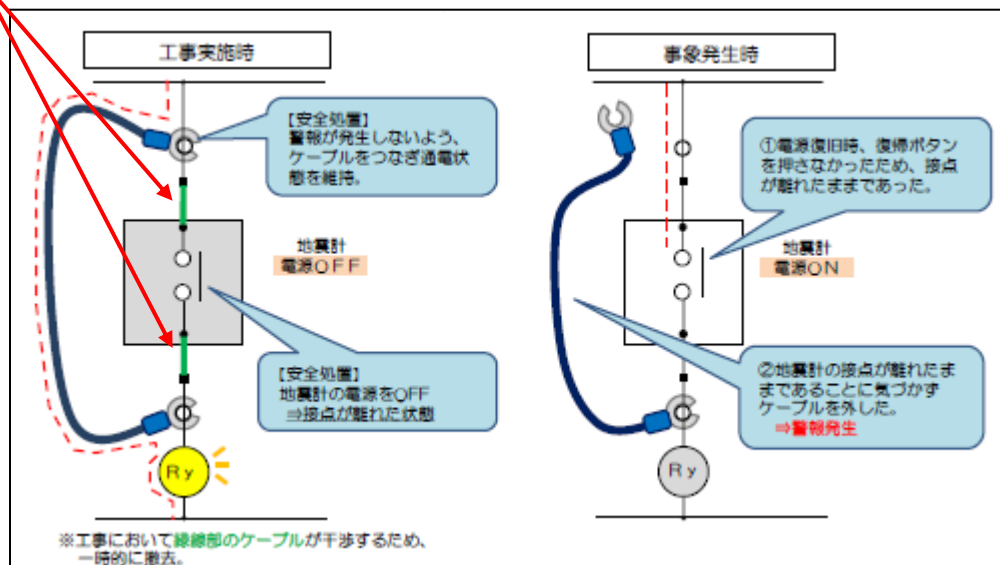 工事実施時
【安全処置】
警報が発生しないよう、
ケーブルをつなぎ通電状
態を維持。
地震計
電源OFF
【安全処置】
地震計の電源をOFF
⇒接点が離れた状態
Ry
※工事において緑線部のケーブルが干渉するため、
一時的に撤去。
事象発生時
①電源復旧時、復帰ボタン
を押さなかったため、接点
が離れたままであった。
地震計
電源ON
②地震計の接点が離れたま
まであることに気づかず
ケーブルを外した。
⇒警報発生
Ry